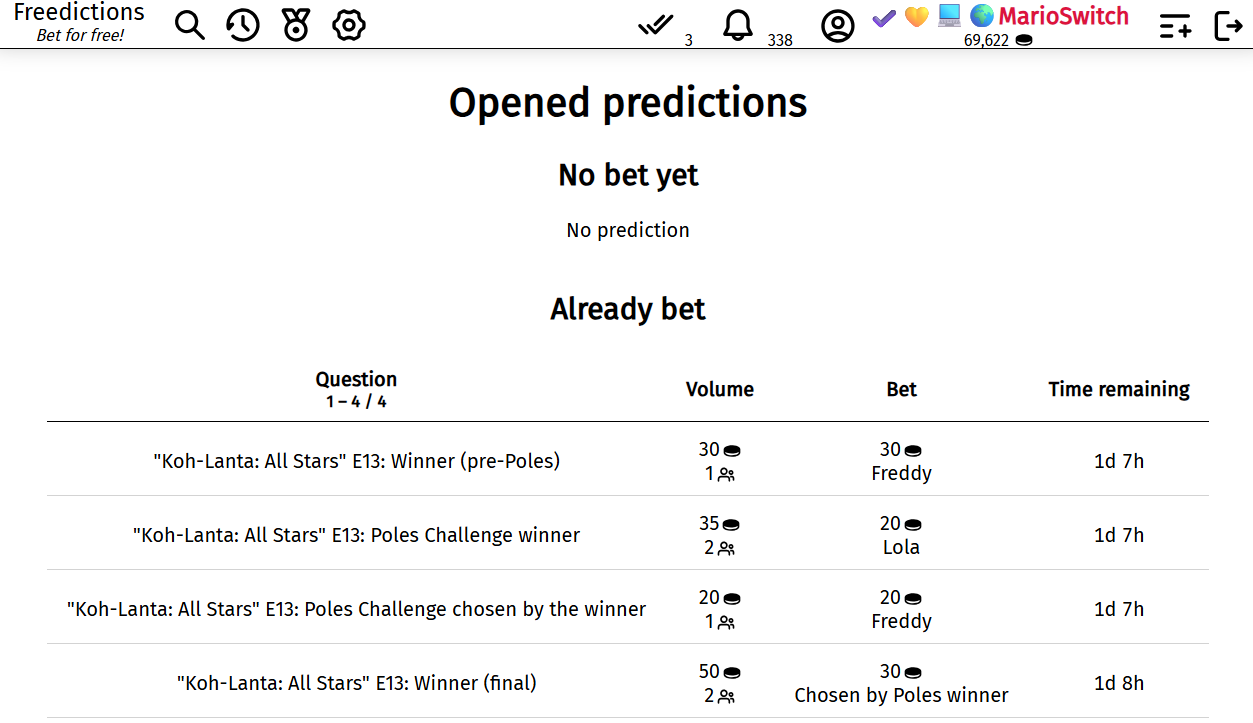 Freedictions
Bet for free!
3
338
MarioSwitch
69,622
Opened predictions
No bet yet
No prediction
Already bet
Question
1 – 4 / 4
Volume
Bet
Time remaining
"Koh-Lanta: All Stars" E13: Winner (pre-Poles)
30
1
30
Freddy
1d 7h
"Koh-Lanta: All Stars" E13: Poles Challenge winner
35
2
20
Lola
1d 7h
"Koh-Lanta: All Stars" E13: Poles Challenge chosen by the winner
20
1
20
Freddy
1d 7h
"Koh-Lanta: All Stars" E13: Winner (final)
50
2
30
Chosen by Poles winner
1d 8h